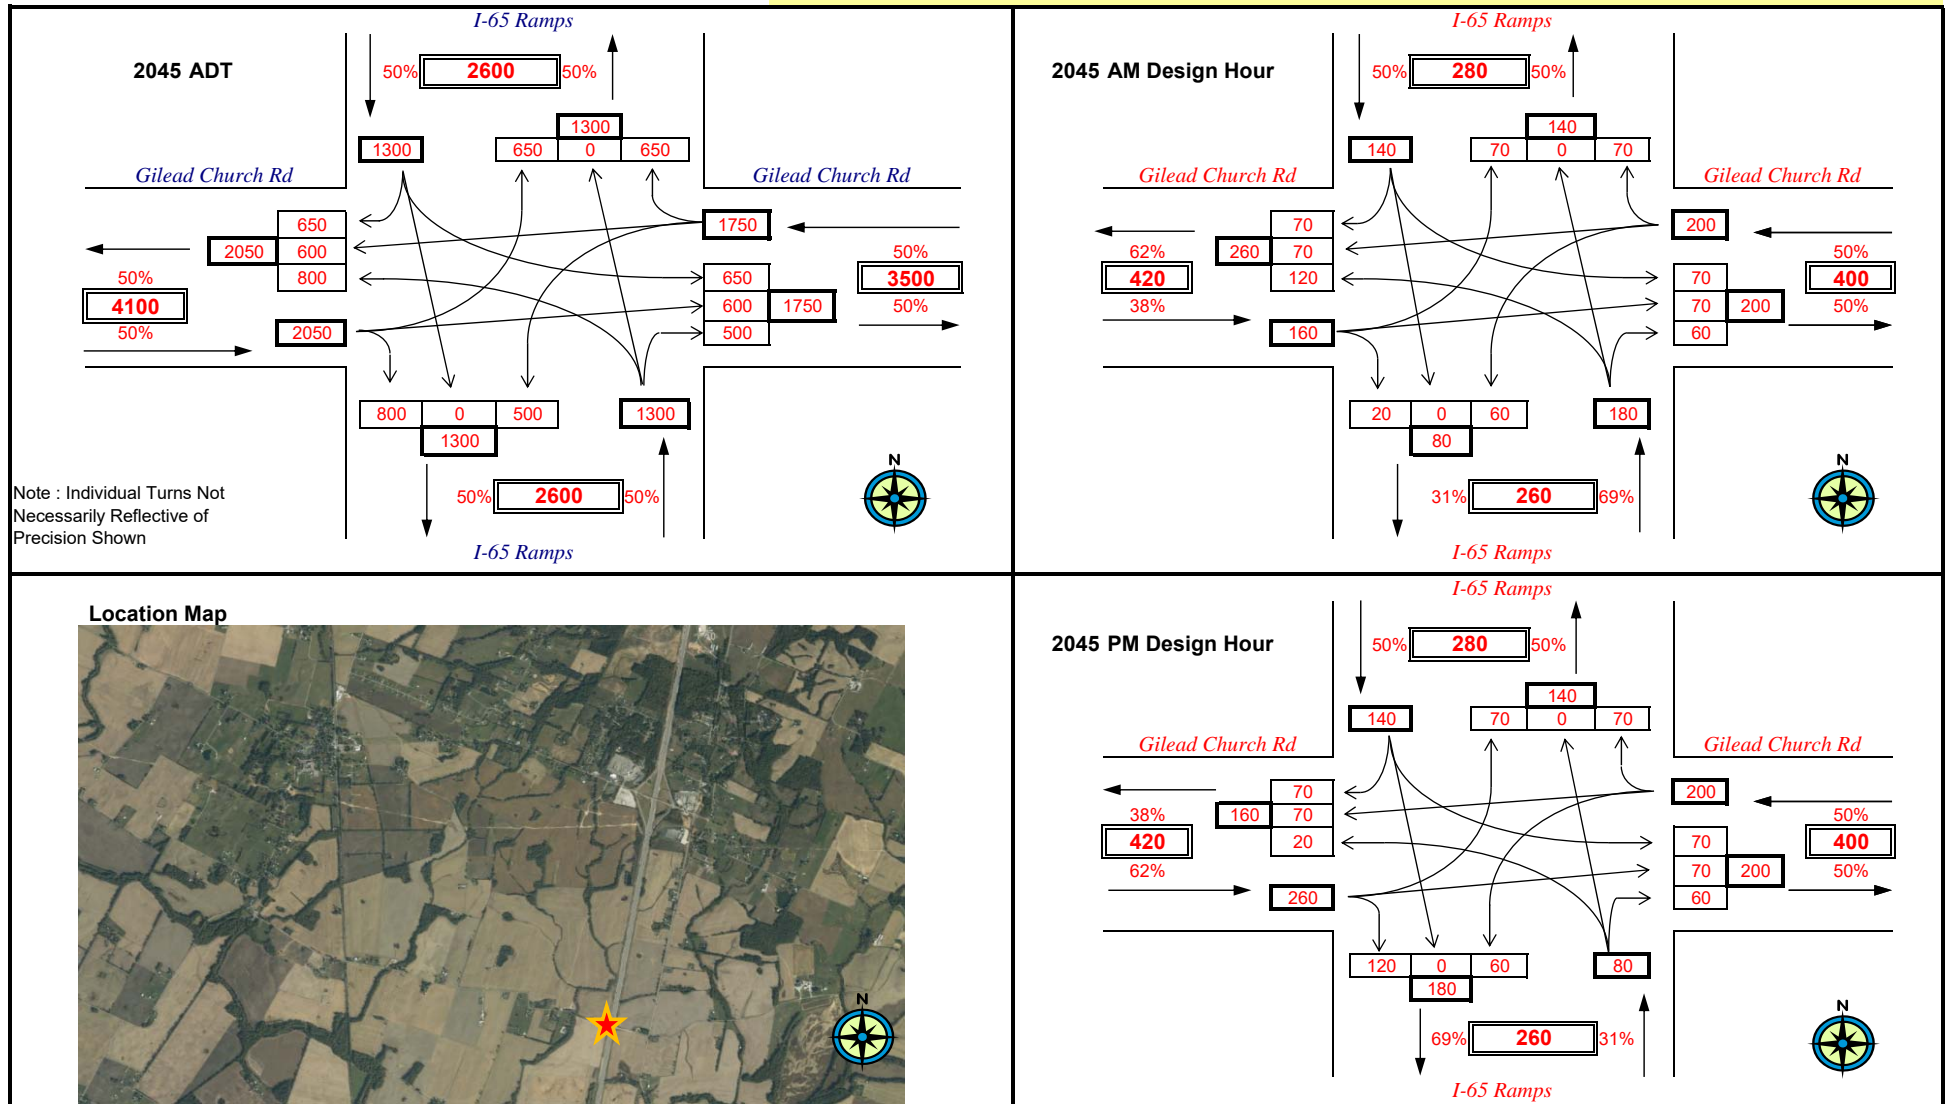 I-65 Ramps
2045 ADT
50% 2600 50%
1300
1300
650 0 650
Gilead Church Rd
Gilead Church Rd
650
1750
2050 600
50%
50%
800
650
3500
4100
600 1750
50%
50%
2050
500
800 0 500
1300
1300
N
Note : Individual Turns Not
Necessarily Reflective of
Precision Shown
50% 2600 50%
I-65 Ramps
I-65 Ramps
2045 AM Design Hour
50% 280 50%
140
140
70 0 70
Gilead Church Rd
Gilead Church Rd
70
200
62%
260 70
50%
420
120
70
400
38%
70 200
50%
160
60
20 0 60
180
80
N
31% 260 69%
I-65 Ramps
Location Map
N
I-65 Ramps
2045 PM Design Hour
50% 280 50%
140
140
70 0 70
Gilead Church Rd
Gilead Church Rd
70
200
38%
160 70
50%
420
20
70
400
62%
70 200
50%
260
60
120 0 60
80
180
N
69% 260 31%
I-65 Ramps